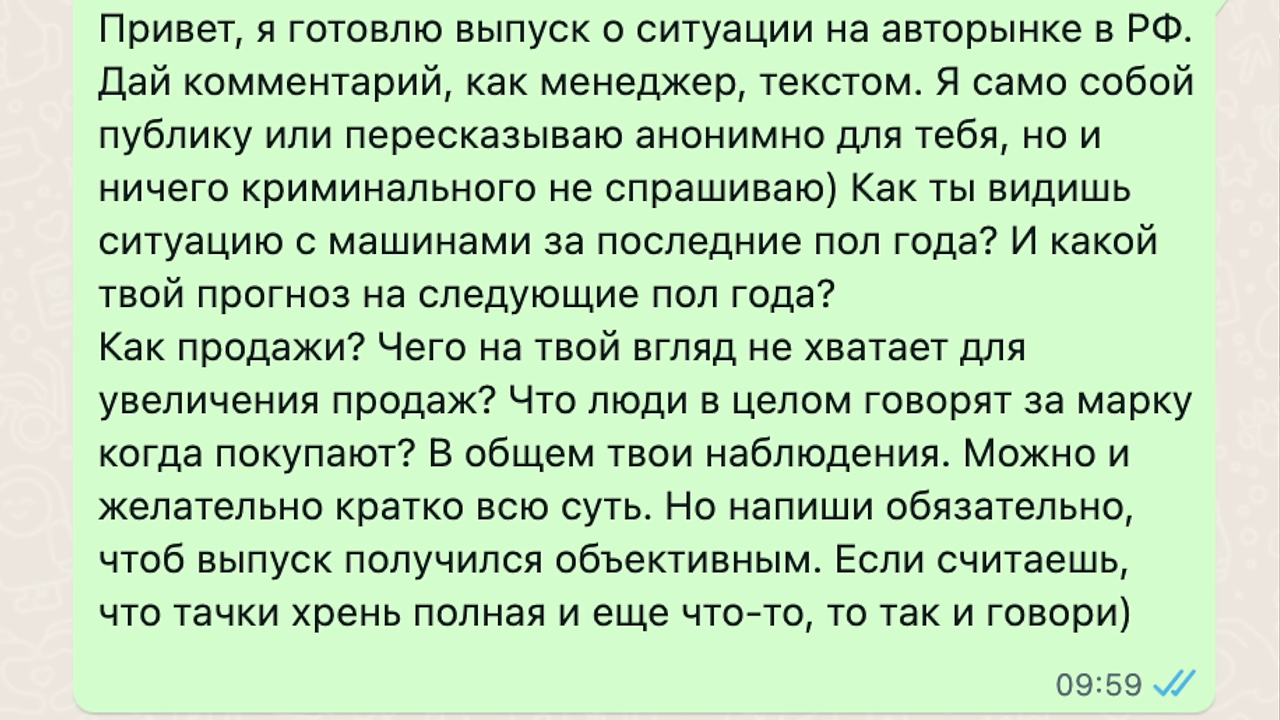 Привет, я готовлю выпуск о ситуации на авторынке в РФ.
Дай комментарий, как менеджер, текстом. Я само собой
публику или пересказываю анонимно для тебя, но и
ничего криминального не спрашиваю) Как ты видишь
ситуацию с машинами за последние пол года? И какой
твой прогноз на следующие пол года?
Как продажи? Чего на твой вгляд не хватает для
увеличения продаж? Что люди в целом говорят за марку
когда покупают? В общем твои наблюдения. Можно и
желательно кратко всю суть. Но напиши обязательно,
чтоб выпуск получился объективным. Если считаешь,
что тачки хрень полная и еще что-то, то так и говори)
09:59